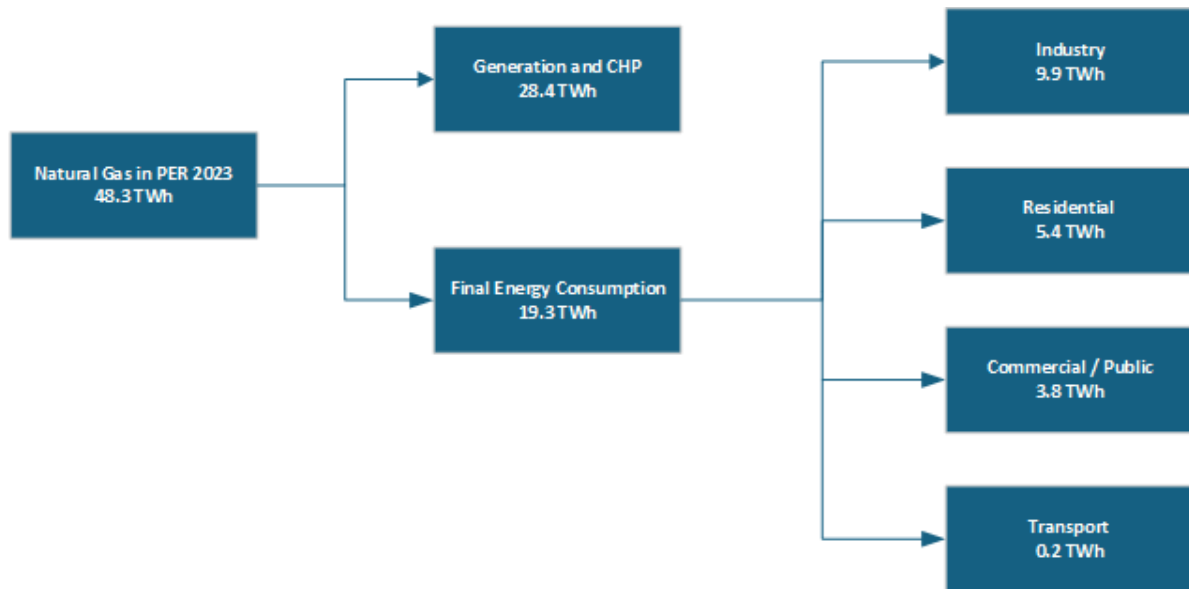 Natural Gas in PER 2023
48.3 TWh
Generation and CHP
28.4 TWh
Final Energy Consumption
19.3 TWh
Industry
9.9 TWh
Residential
5.4 TWh
Commercial / Public
3.8 TWh
Transport
0.2 TWh